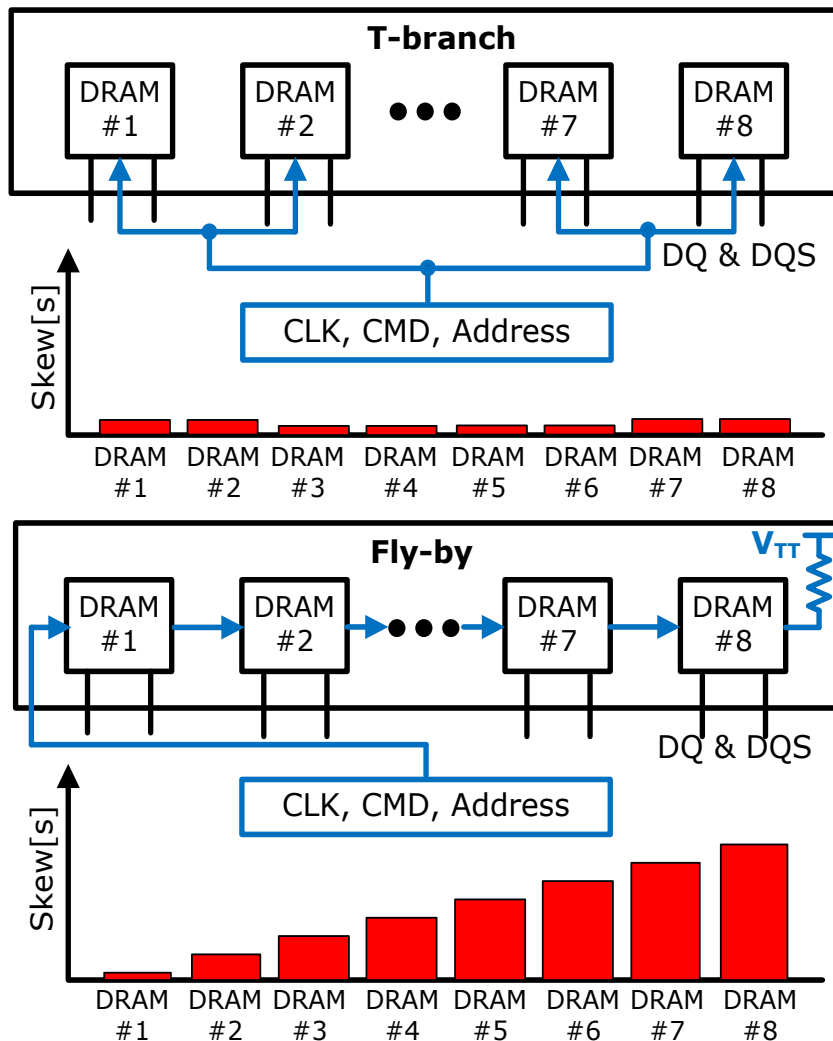 T-branch
DRAM #1
DRAM #2
DRAM #7
DRAM #8
DQ & DQS
CLK, CMD, Address
Skew[s]
DRAM #1
DRAM #2
DRAM #3
DRAM #4
DRAM #5
DRAM #6
DRAM #7
DRAM #8
Fly-by
VTT
DRAM #1
DRAM #2
DRAM #7
DRAM #8
DQ & DQS
CLK, CMD, Address
Skew[s]
DRAM #1
DRAM #2
DRAM #3
DRAM #4
DRAM #5
DRAM #6
DRAM #7
DRAM #8